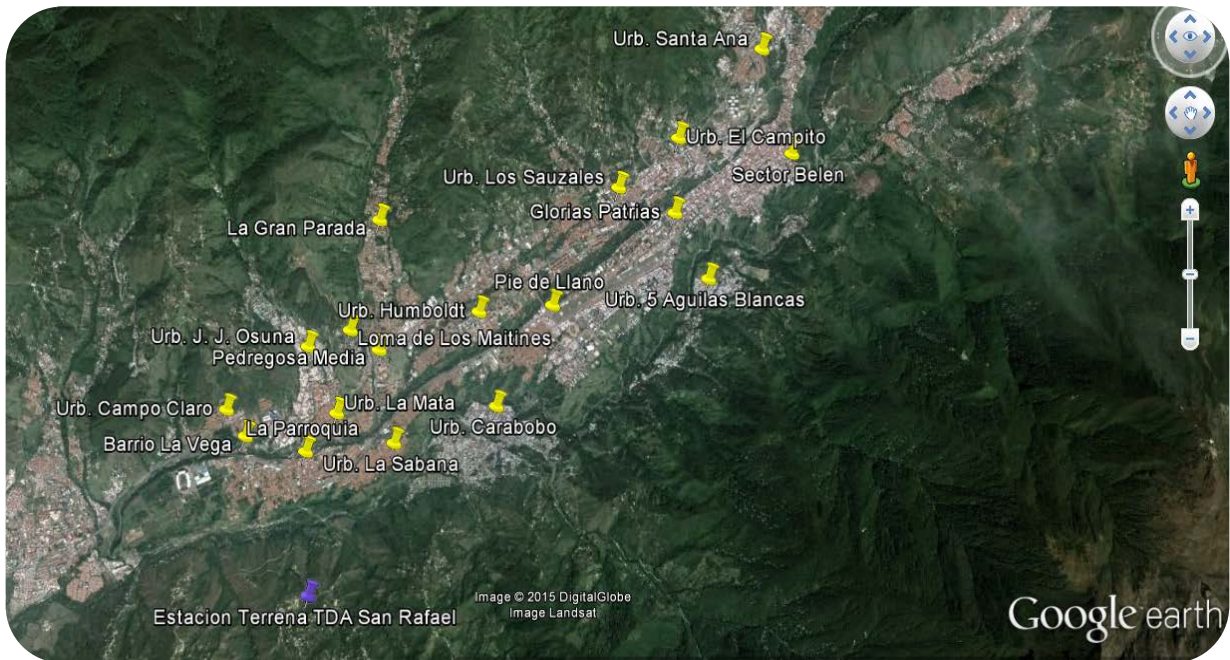 Urb. Santa Ana
Urb. El Campito
Sector Belen
Urb. Los Sauzales
Glorias Patrias
La Gran Parada
Pie de Llano
Urb. 5 Aguilas Blancas
Urb. Humboldt
Urb. J. J. Osuna
Loma de Los Maitines
Pedregosa Media
Urb. Campo Claro
Urb. La Mata
La Parroquia
Urb. Carabobo
Barrio La Vega
Urb. La Sabana
Estacion Terrena TDA San Rafael
Image © 2015 DigitalGlobe
Image Landsat
Google earth